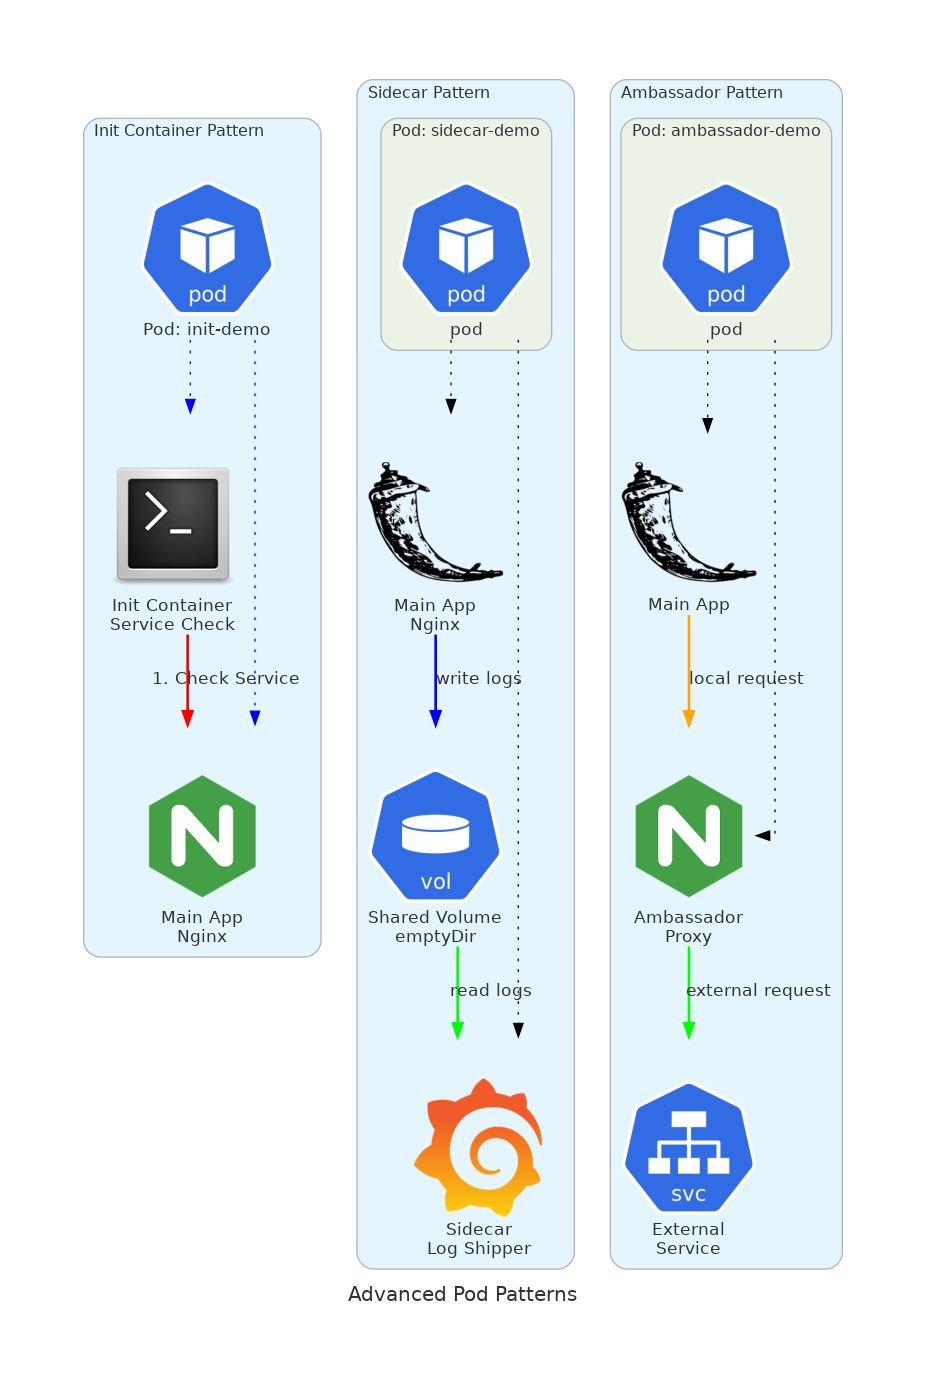 Init Container Pattern
pod
Pod: init-demo
Init Container
Service Check
1. Check Service
Main App
Nginx
Sidecar Pattern
Pod: sidecar-demo
pod
pod
Main App
Nginx
write logs
vol
Shared Volume
emptyDir
read logs
Sidecar
Log Shipper
Ambassador Pattern
Pod: ambassador-demo
pod
pod
Main App
local request
Ambassador
Proxy
external request
svc
External
Service
Advanced Pod Patterns